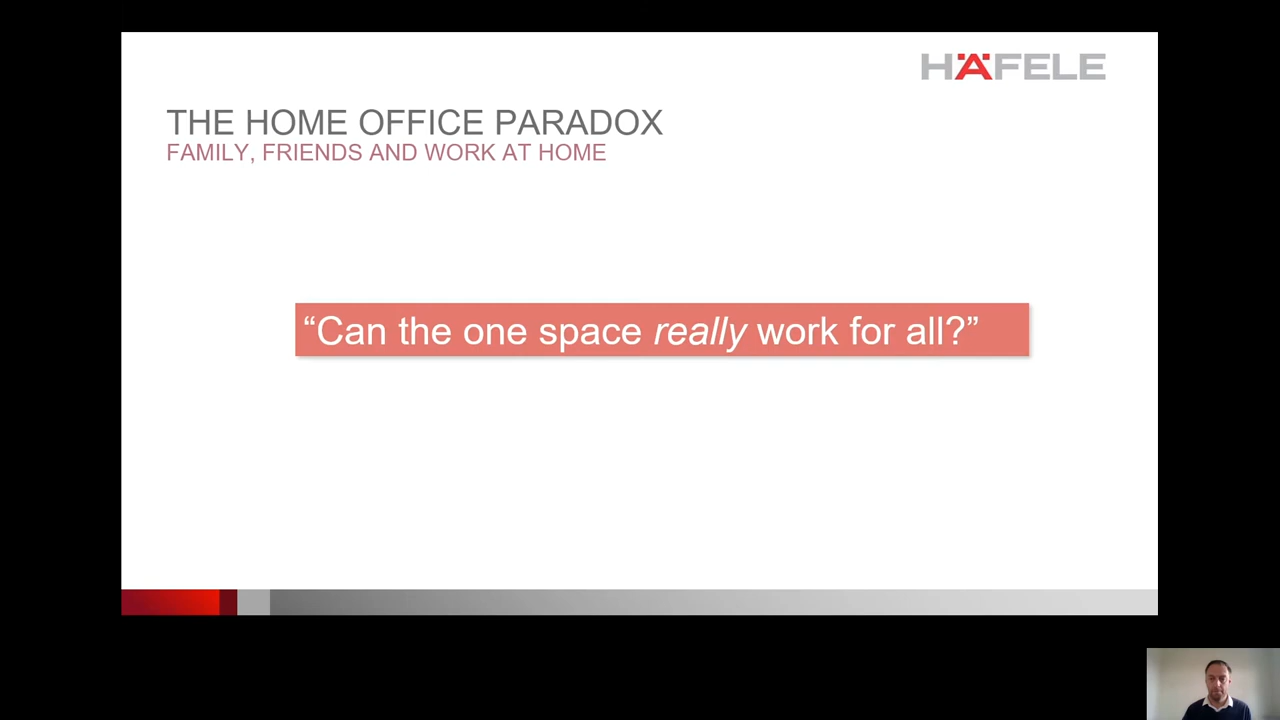 HÄFELE
THE HOME OFFICE PARADOX
FAMILY, FRIENDS AND WORK AT HOME
“Can the one space really work for all?”